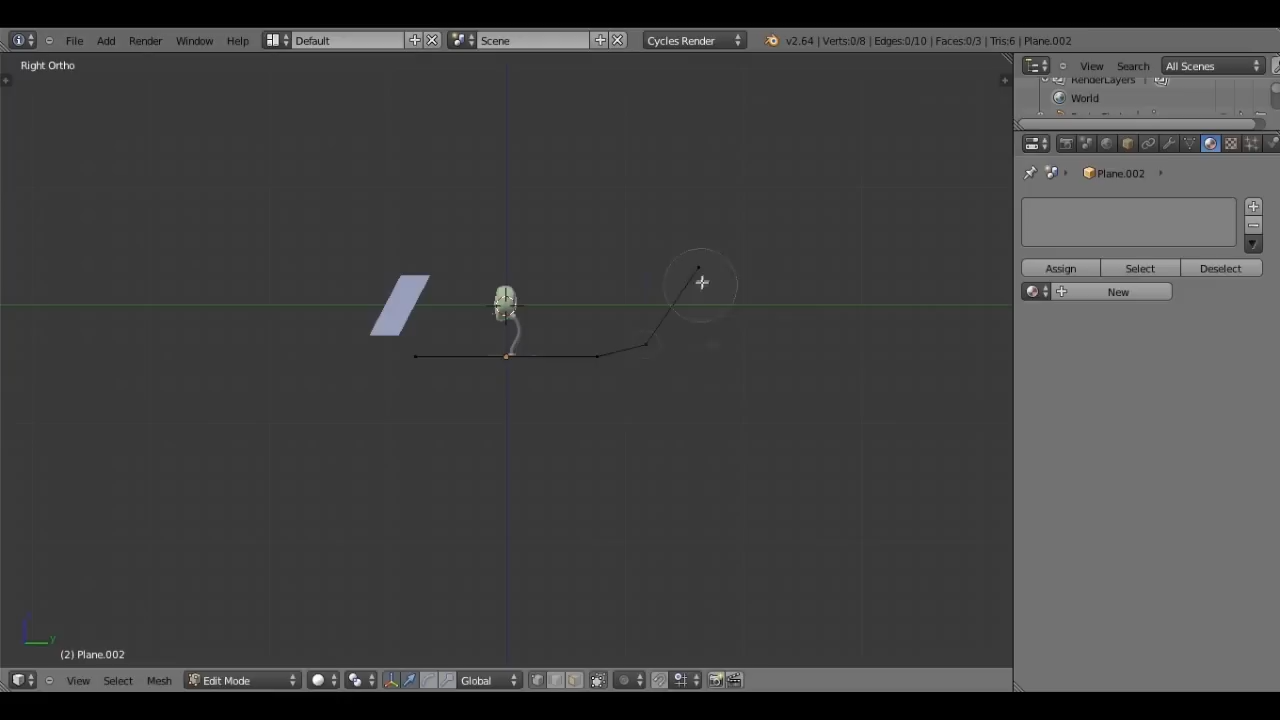 File Add Render Window Help Default Scene Cycles Render v2.64 | Verts:0/8 | Edges:0/10 | Faces:0/3 | Tris:6 | Plane.002
Right Ortho
View Search All Scenes
RenderLayers
World
Plane.002
Assign Select Deselect
New
y
(2) Plane.002
View Select Mesh Edit Mode Global